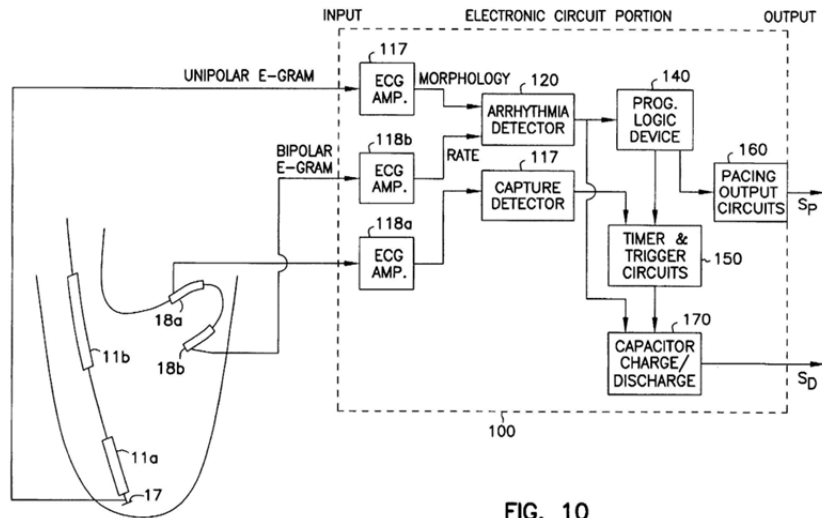 INPUT ELECTRONIC CIRCUIT PORTION OUTPUT
117
UNIPOLAR E-GRAM
ECG
AMP.
MORPHOLOGY
120
ARRHYTHMIA
DETECTOR
140
PROG.
LOGIC
DEVICE
BIPOLAR
E-GRAM
118b
ECG
AMP.
RATE
117
CAPTURE
DETECTOR
160
PACING
OUTPUT
CIRCUITS
SP
118a
ECG
AMP.
TIMER &
TRIGGER
CIRCUITS
150
18a
18b
11b
170
CAPACITOR
CHARGE/
DISCHARGE
SD
100
11a
17
FIG. 10